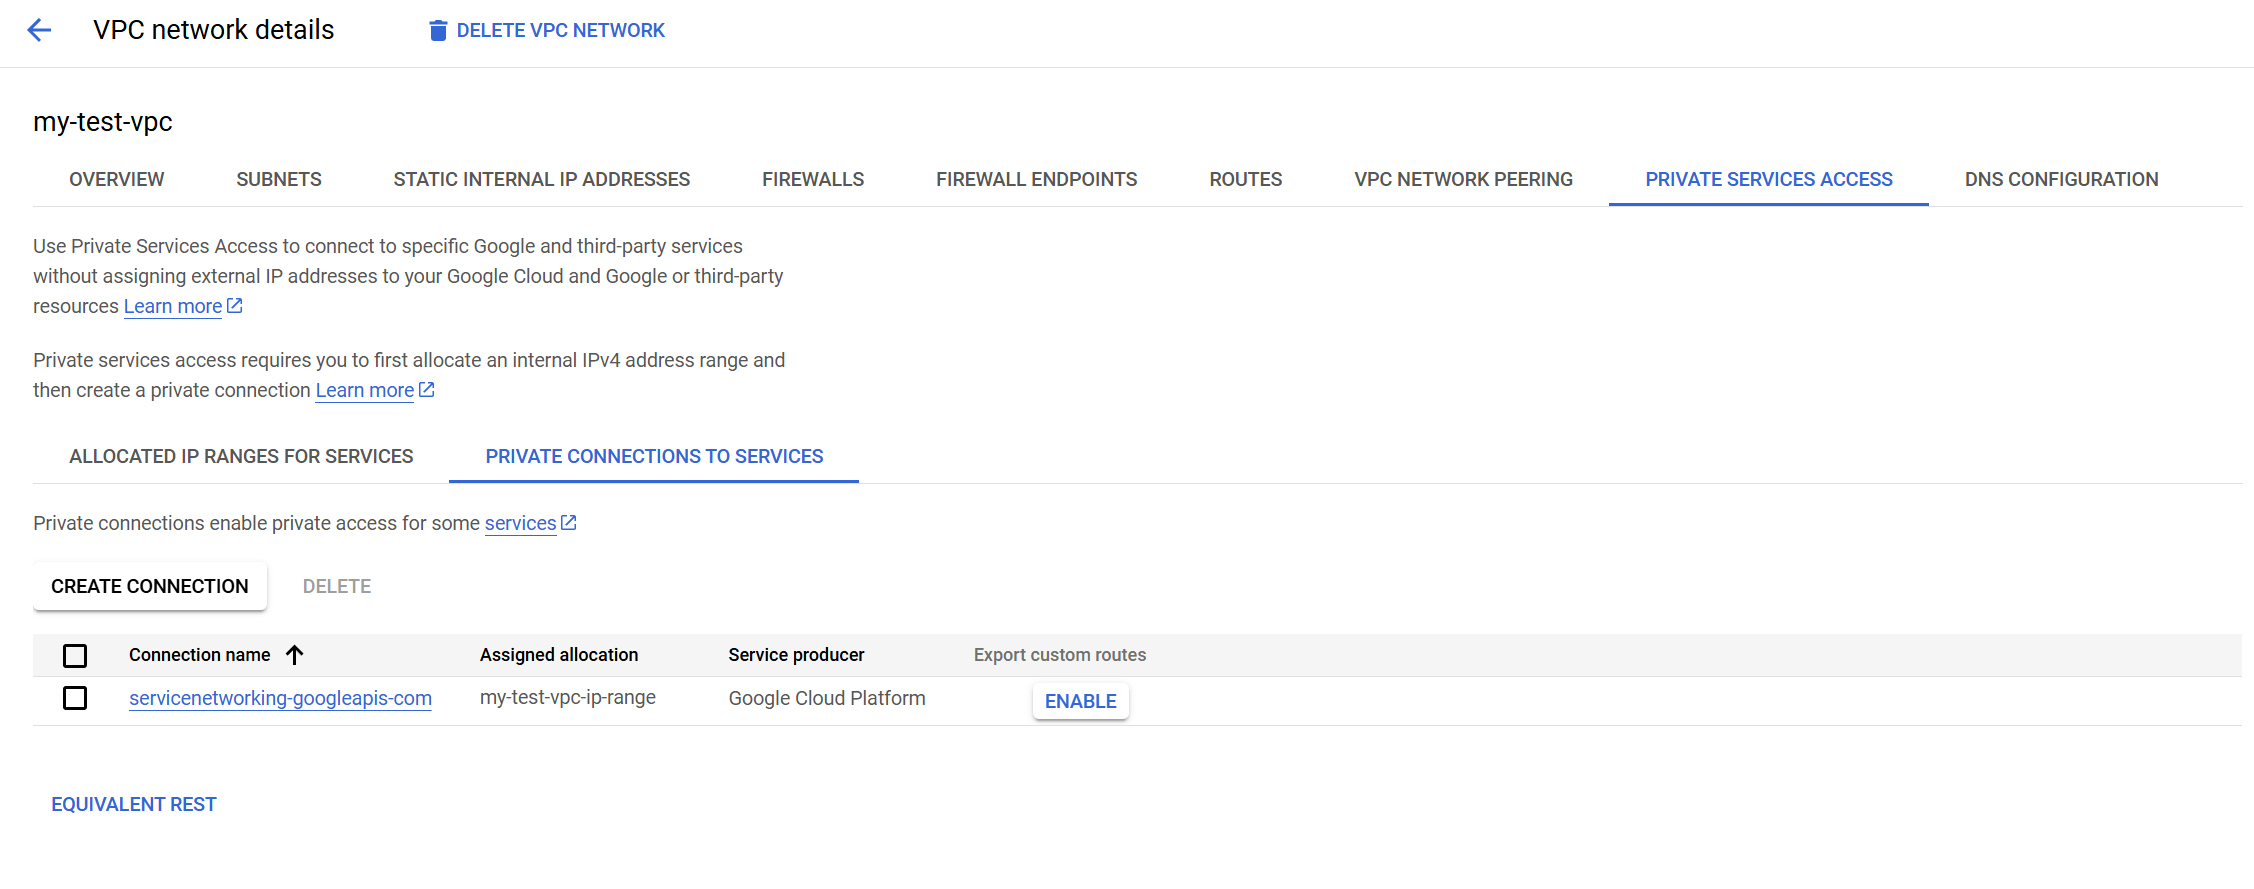 VPC network details
DELETE VPC NETWORK
my-test-vpc
OVERVIEW
SUBNETS
STATIC INTERNAL IP ADDRESSES
FIREWALLS
FIREWALL ENDPOINTS
ROUTES
VPC NETWORK PEERING
PRIVATE SERVICES ACCESS
DNS CONFIGURATION
Use Private Services Access to connect to specific Google and third-party services
without assigning external IP addresses to your Google Cloud and Google or third-party
resources Learn more
Private services access requires you to first allocate an internal IPv4 address range and
then create a private connection Learn more
ALLOCATED IP RANGES FOR SERVICES
PRIVATE CONNECTIONS TO SERVICES
Private connections enable private access for some services
CREATE CONNECTION
DELETE
Connection name
Assigned allocation
Service producer
Export custom routes
servicenetworking-googleapis-com
my-test-vpc-ip-range
Google Cloud Platform
ENABLE
EQUIVALENT REST